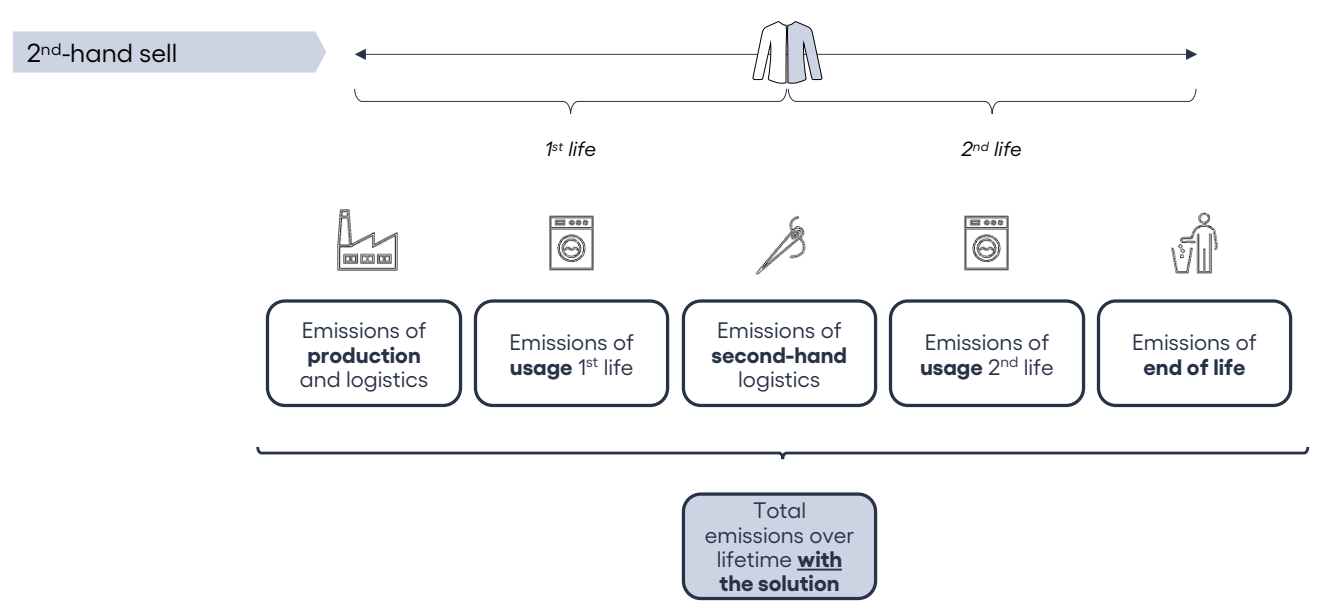 2nd-hand sell
1st life
2nd life
Emissions of
production
and logistics
Emissions of
usage 1st life
Emissions of
second-hand
logistics
Emissions of
usage 2nd life
Emissions of
end of life
Total
emissions over
lifetime with
the solution